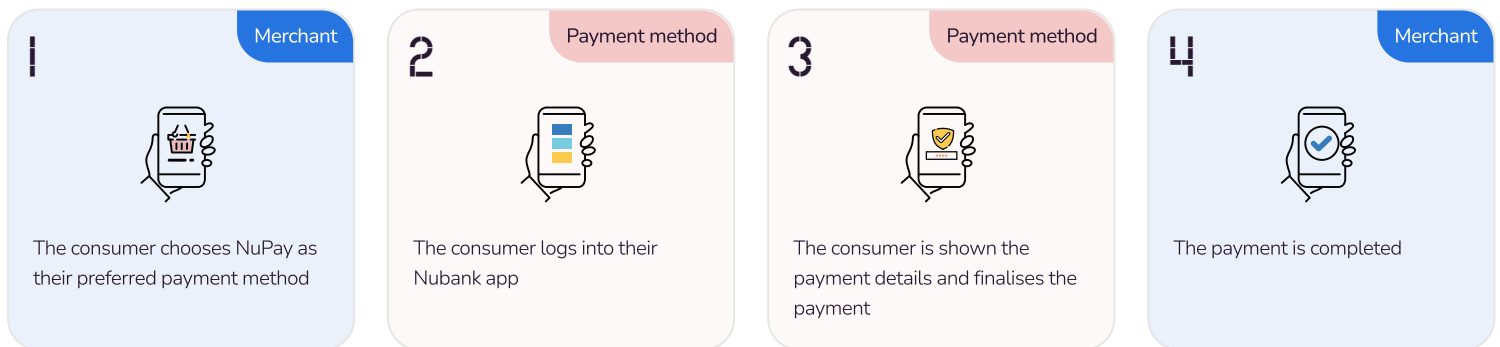 1
Merchant
The consumer chooses NuPay as
their preferred payment method
2
Payment method
The consumer logs into their
Nubank app
3
Payment method
The consumer is shown the
payment details and finalises the
payment
4
Merchant
The payment is completed